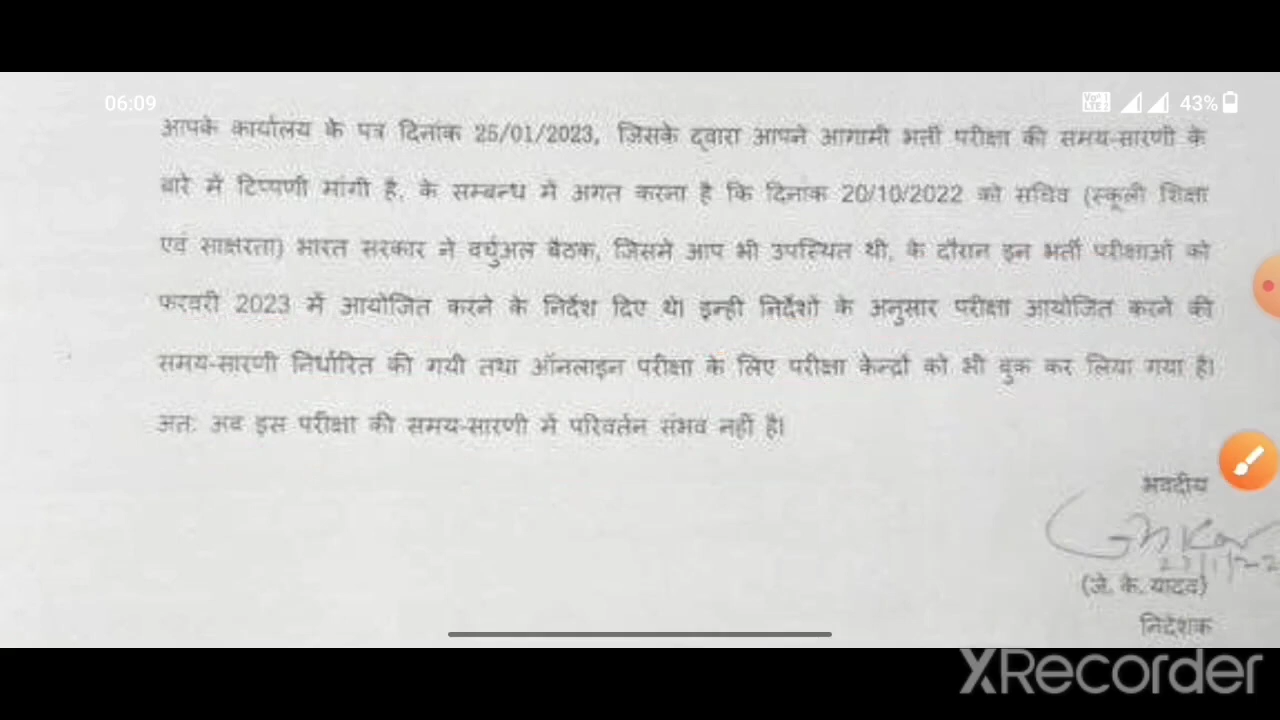 06:09
VoLTE 43%
आपके कार्यालय के पत्र दिनांक 25/01/2023, जिसके द्वारा आपने आगामी भर्ती परीक्षा की समय-सारणी के
बारे में टिप्पणी मांगी है, के सम्बन्ध में अगत करना है कि दिनांक 20/10/2022 को सचिव (स्कूली शिक्षा
एवं साक्षरता) भारत सरकार ने वर्चुअल बैठक, जिसमे आप भी उपस्थित थी, के दौरान इन भर्ती परीक्षाओं को
फरवरी 2023 में आयोजित करने के निर्देश दिए थे। इन्ही निर्देशों के अनुसार परीक्षा आयोजित करने की
समय-सारणी निर्धारित की गयी तथा ऑनलाइन परीक्षा के लिए परीक्षा केन्द्रों को भी बुक कर लिया गया है।
अतः अब इस परीक्षा की समय-सारणी में परिवर्तन संभव नहीं है।
भवदीय
(जे. के. यादव)
निदेशक
XRecorder